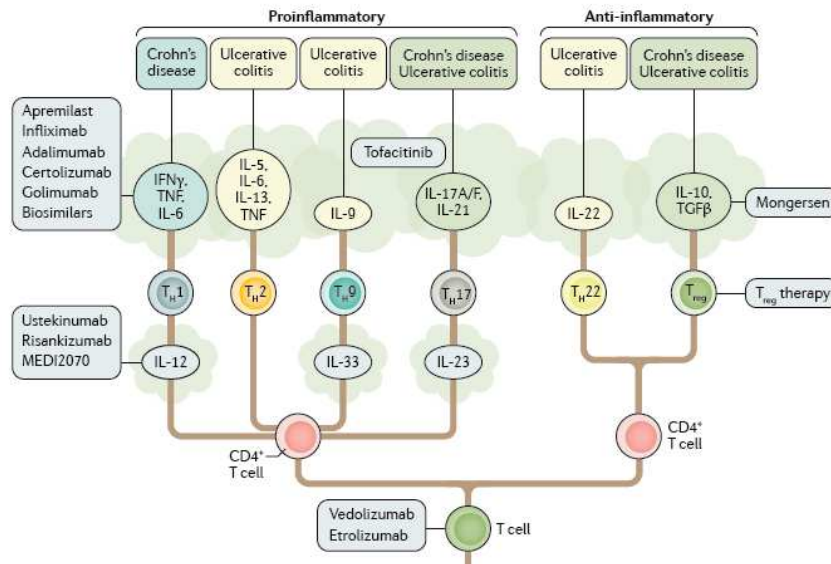 Proinflammatory
Anti-inflammatory
Crohn's
disease
Ulcerative
colitis
Ulcerative
colitis
Crohn's disease
Ulcerative colitis
Ulcerative
colitis
Crohn's disease
Ulcerative colitis
Apremilast
Infliximab
Adalimumab
Certolizumab
Golimumab
Biosimilars
Tofacitinib
IFNγ,
TNF,
IL-6
IL-5,
IL-6,
IL-13,
TNF
IL-9
IL-17A/F,
IL-21
IL-22
IL-10,
TGFβ
Mongersen
TH1
TH2
TH9
TH17
TH22
Treg
Treg therapy
Ustekinumab
Risankizumab
MEDI2070
IL-12
IL-33
IL-23
CD4+
T cell
CD4+
T cell
Vedolizumab
Etrolizumab
T cell